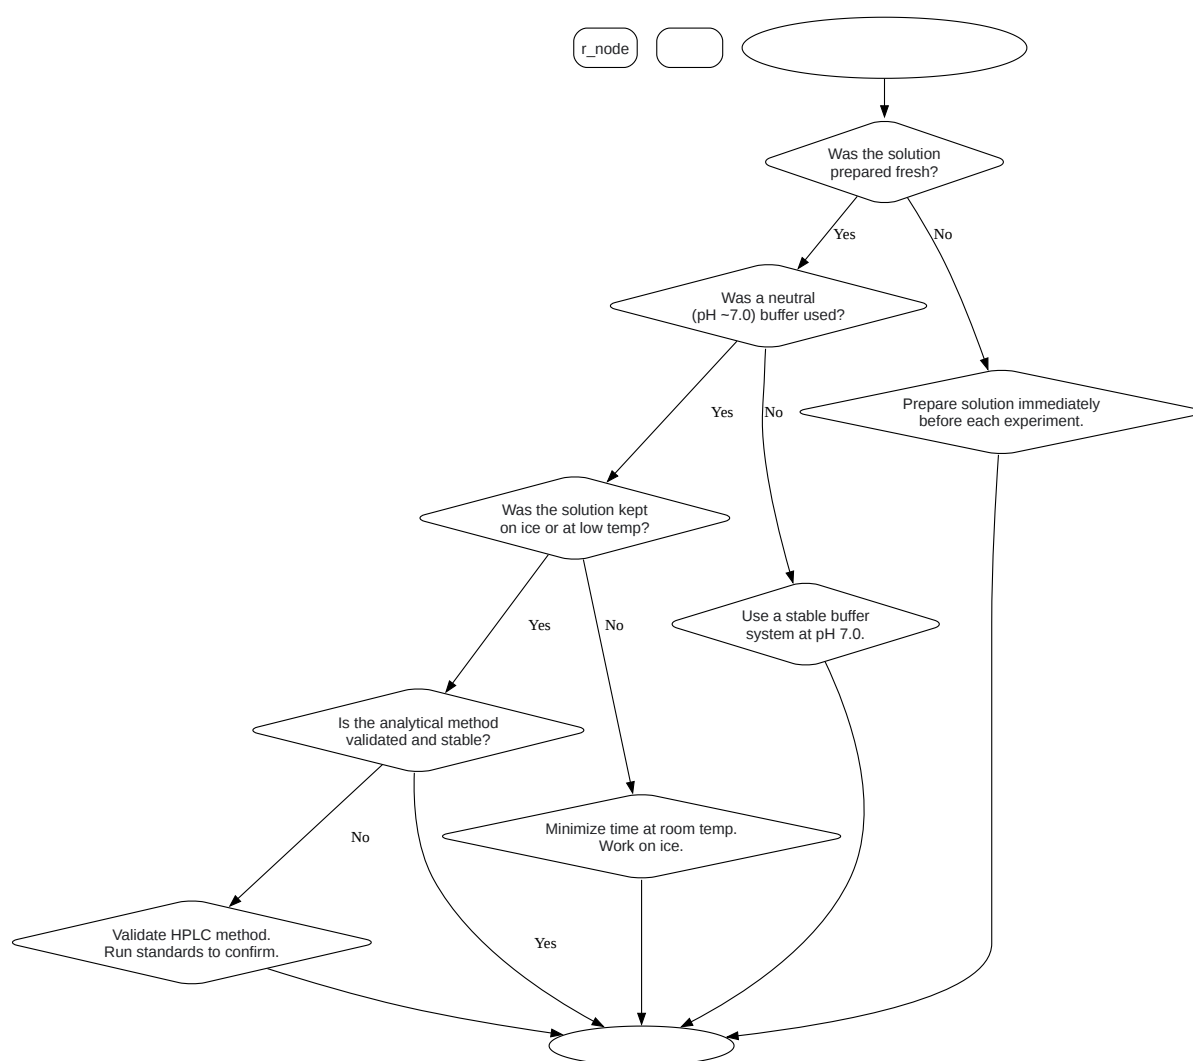 r_node
Was the solution
prepared fresh?
Yes
No
Was a neutral
(pH ~7.0) buffer used?
Yes
No
Prepare solution immediately
before each experiment.
Was the solution kept
on ice or at low temp?
Yes
No
Use a stable buffer
system at pH 7.0.
Is the analytical method
validated and stable?
No
Minimize time at room temp.
Work on ice.
Yes
Validate HPLC method.
Run standards to confirm.